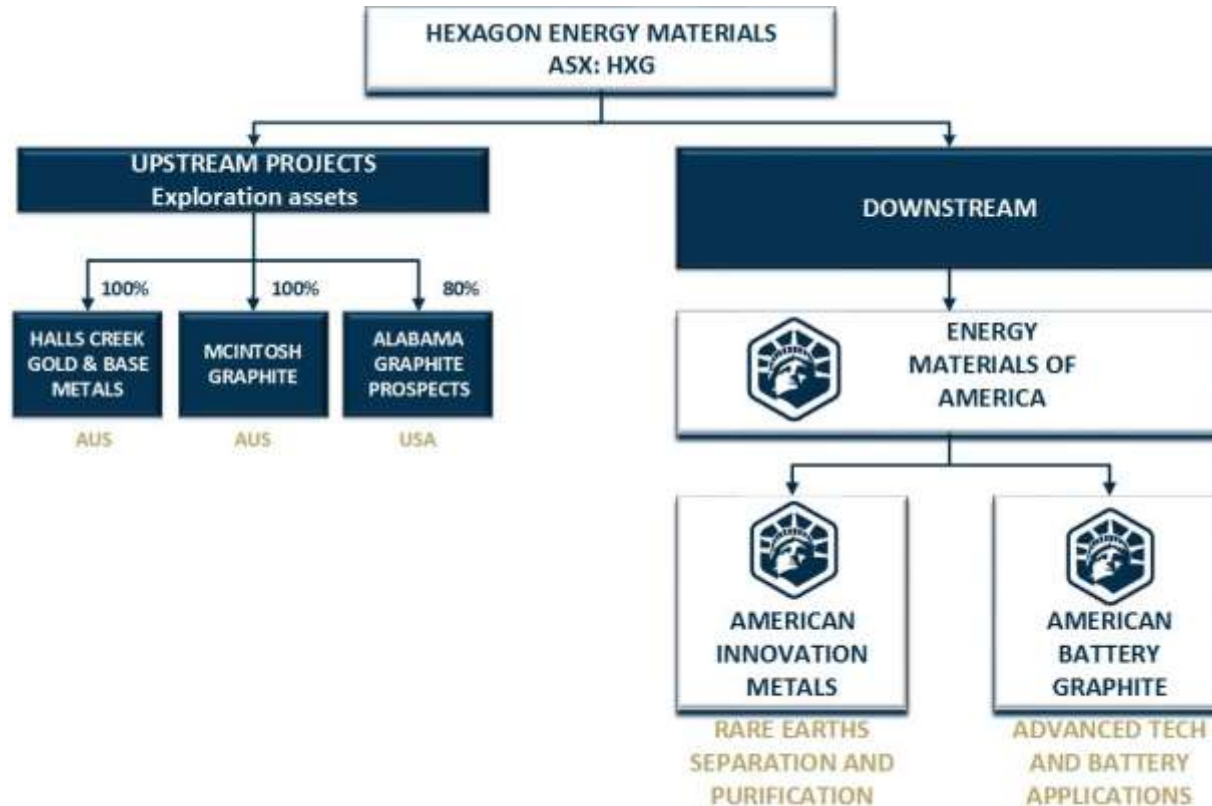 HEXAGON ENERGY MATERIALS
ASX: HXG
UPSTREAM PROJECTS
Exploration assets
DOWNSTREAM
100%
100%
80%
HALLS CREEK
GOLD & BASE
METALS
MCINTOSH
GRAPHITE
ALABAMA
GRAPHITE
PROSPECTS
AUS
AUS
USA
ENERGY
MATERIALS OF
AMERICA
AMERICAN
INNOVATION
METALS
AMERICAN
BATTERY
GRAPHITE
RARE EARTHS
SEPARATION AND
PURIFICATION
ADVANCED TECH
AND BATTERY
APPLICATIONS